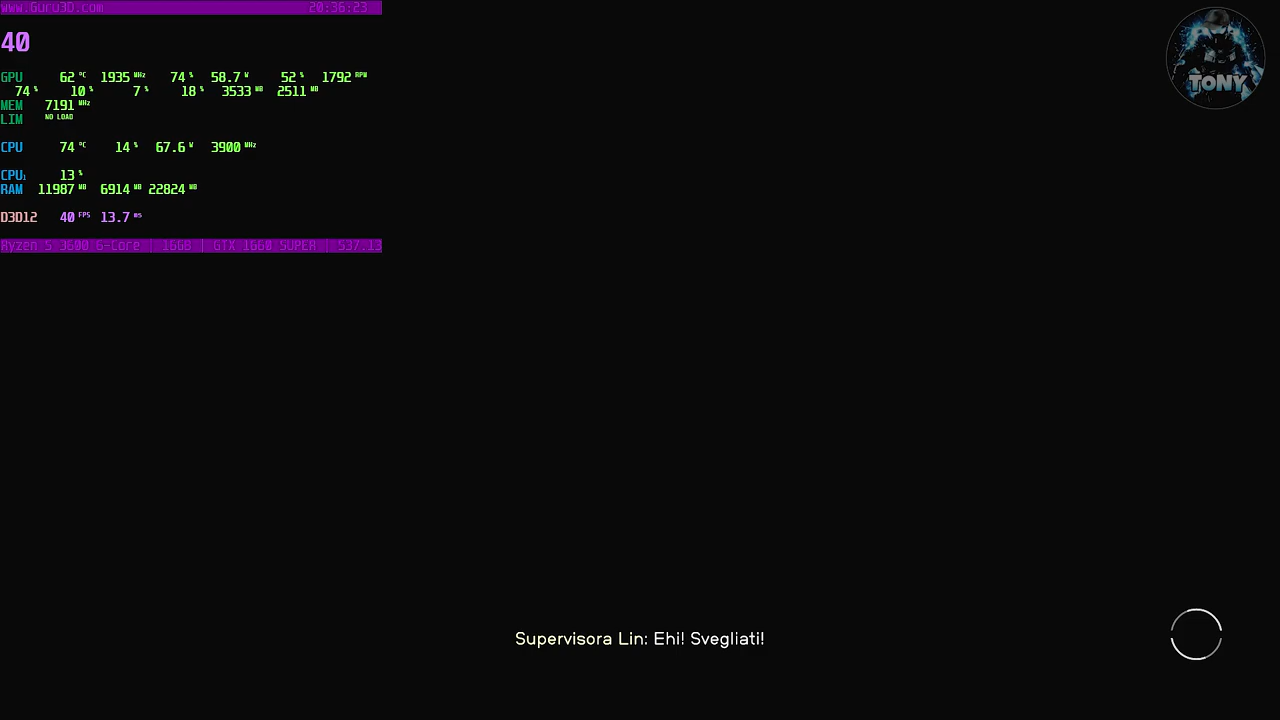 www.Guru3D.com 20:36:23
40
GPU 62 °C 1935 MHz 74 % 58.7 W 52 % 1792 RPM
74 % 10 % 7 % 18 % 3533 MB 2511 MB
MEM 7191 MHz
LIM NO LOAD
CPU 74 °C 14 % 67.6 W 3900 MHz
CPU1 13 %
RAM 11987 MB 6914 MB 22824 MB
D3D12 40 FPS 13.7 ms
Ryzen 5 3600 6-Core | 16GB | GTX 1660 SUPER | 537.13
TONY
Supervisora Lin: Ehi! Svegliati!